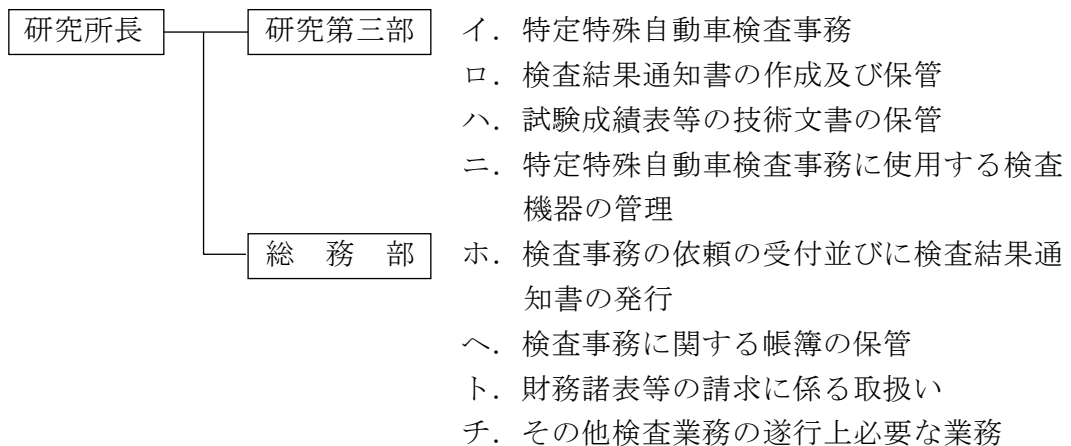 研究所長 研究第三部 イ．特定特殊自動車検査事務
ロ．検査結果通知書の作成及び保管
ハ．試験成績表等の技術文書の保管
ニ．特定特殊自動車検査事務に使用する検査
機器の管理
総務部 ホ．検査事務の依頼の受付並びに検査結果通
知書の発行
ヘ．検査事務に関する帳簿の保管
ト．財務諸表等の請求に係る取扱い
チ．その他検査業務の遂行上必要な業務